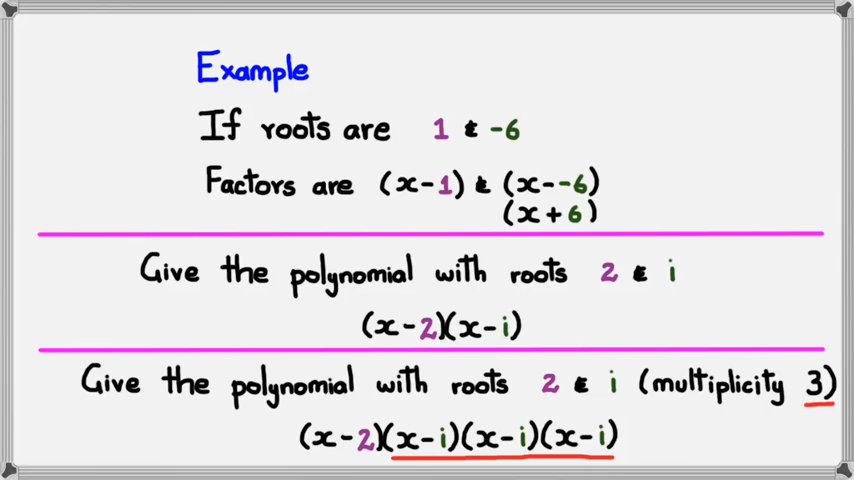 Example
If roots are 1 & -6
Factors are (x-1) & (x--6)
(x+6)
Give the polynomial with roots 2 & i
(x-2)(x-i)
Give the polynomial with roots 2 & i (multiplicity 3)
(x-2)(x-i)(x-i)(x-i)